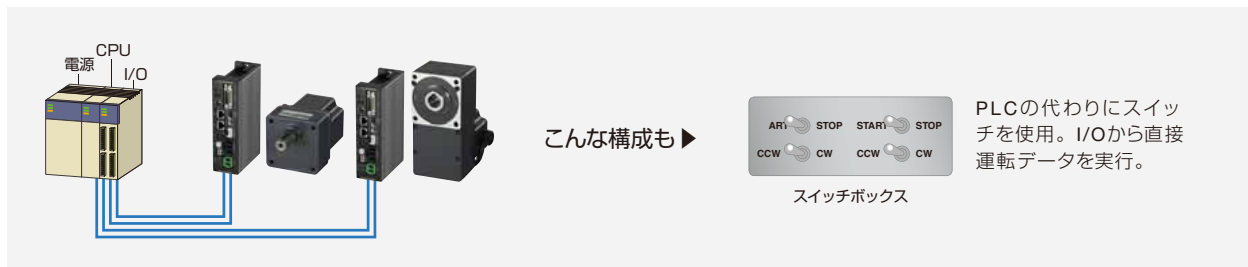 電源
CPU
I/O
こんな構成も▶
ART STOP START STOP
CCW CW CCW CW
スイッチボックス
PLCの代わりにスイッ
チを使用。I/Oから直接
運転データを実行。